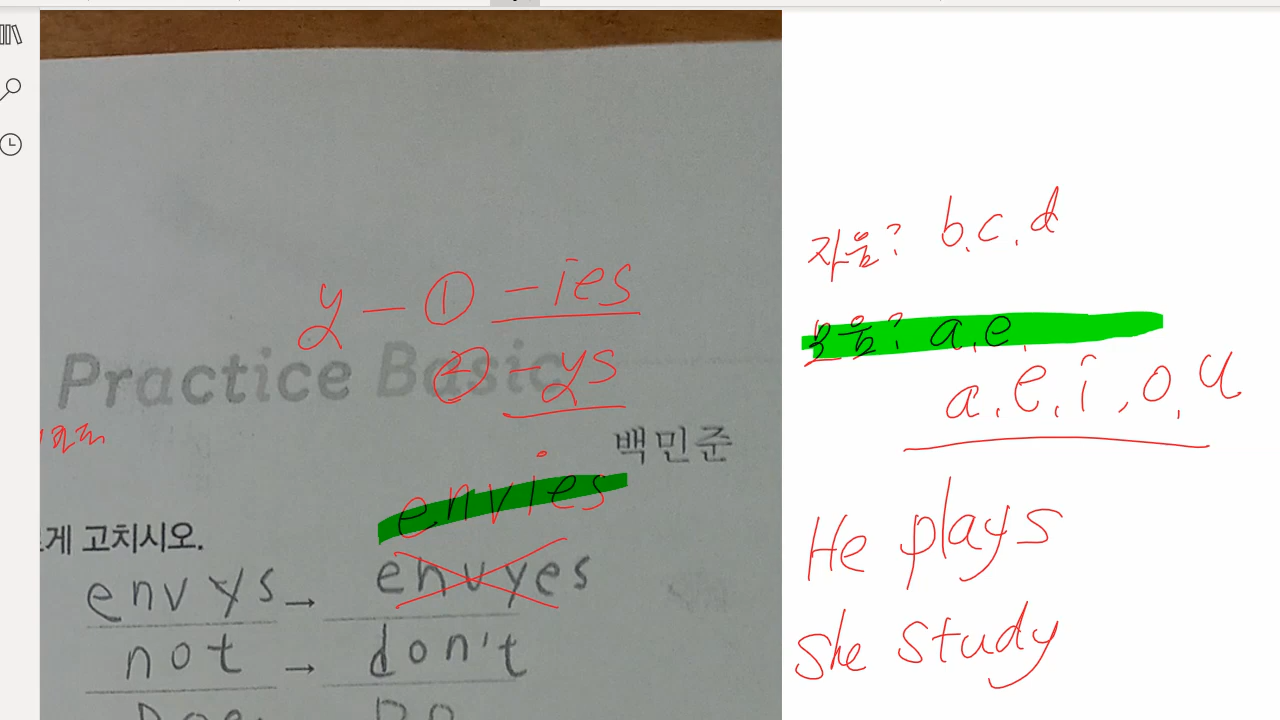 y - ① -ies
② -ys
Practice Basic
백민준
envies
게 고치시오.
envys → envyes
not → don't
자음? b.c.d
모음? a.e.
a.e.i,o.u
He plays
She study